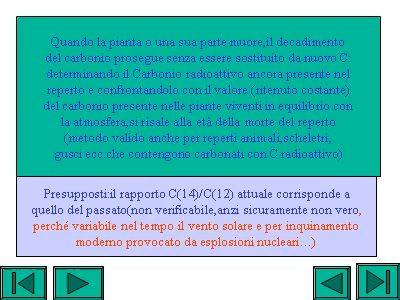 Quando la pianta o una sua parte muore,il decadimento
del carbonio prosegue senza essere sostituito da nuovo C:
determinando il Carbonio radioattivo ancora presente nel
reperto e confrontandolo con il valore (ritenuto costante)
del carbonio presente nelle piante viventi in equilibrio con
la atmosfera,si risale alla età della morte del reperto
(metodo valido anche per reperti animali,scheletri,
gusci ecc.che contengono carbonati con C radioattivo)
Presupposti:il rapporto C(14)/C(12) attuale corrisponde a
quello del passato(non verificabile,anzi sicuramente non vero,
perché variabile nel tempo il vento solare e per inquinamento
moderno provocato da esplosioni nucleari...)